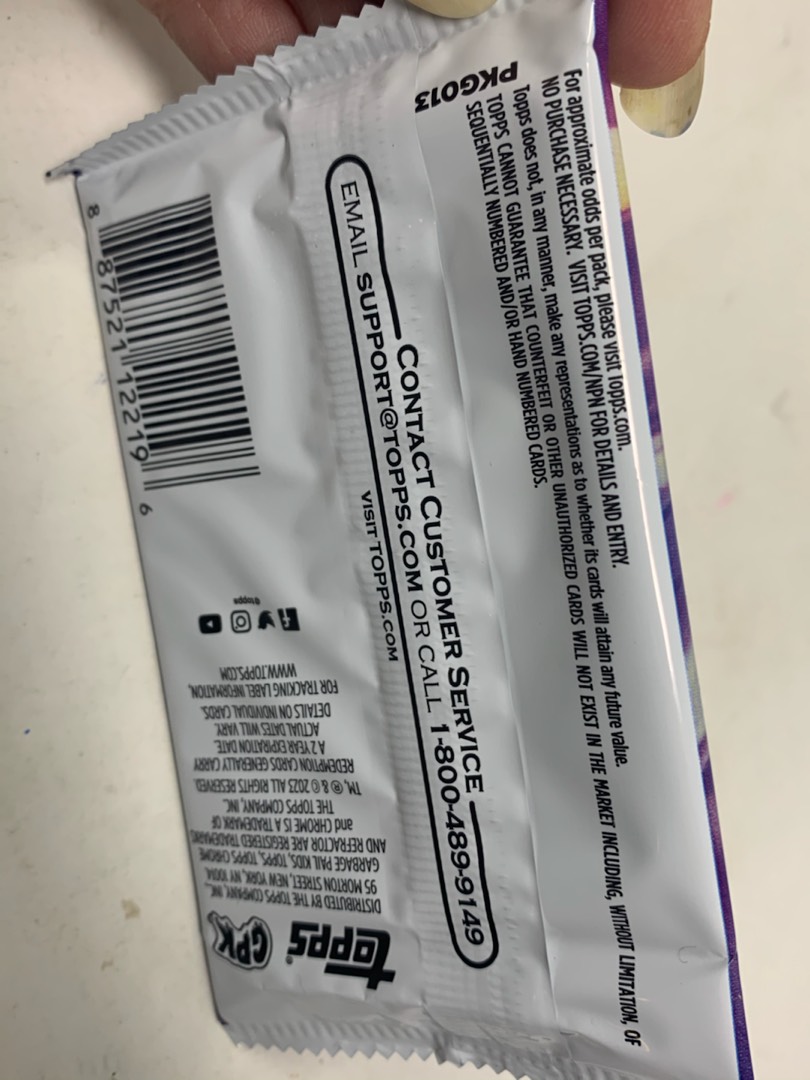 For approximate odds per pack, please visit Topps.com.
NO PURCHASE NECESSARY. VISIT TOPPS.COM/NPN FOR DETAILS AND ENTRY.
Topps does not, in any manner, make any representations as to whether its cards will attain any future value.
TOPPS CANNOT GUARANTEE THAT COUNTERFEIT OR OTHER UNAUTHORIZED CARDS WILL NOT EXIST IN THE MARKET INCLUDING, WITHOUT LIMITATION, OF
SEQUENTIALLY NUMBERED AND/OR HAND NUMBERED CARDS.
PKG013
CONTACT CUSTOMER SERVICE
EMAIL SUPPORT@TOPPS.COM OR CALL 1-800-489-9149
VISIT TOPPS.COM
8 87521 12219 6
topps®
GPK
DISTRIBUTED BY THE TOPPS COMPANY, INC.,
95 MORTON STREET, NEW YORK, NY 10014.
GARBAGE PAIL KIDS, TOPPS, TOPPS CHROME
AND REFRACTOR ARE REGISTERED TRADEMARKS
and CHROME IS A TRADEMARK OF
THE TOPPS COMPANY, INC.
TM, ® & © 2023 ALL RIGHTS RESERVED.
REDEMPTION CARDS GENERALLY CARRY
A 2 YEAR EXPIRATION DATE.
ACTUAL DATES WILL VARY.
DETAILS ON INDIVIDUAL CARDS.
FOR TRACKING LABEL INFORMATION,
WWW.TOPPS.COM
@topps